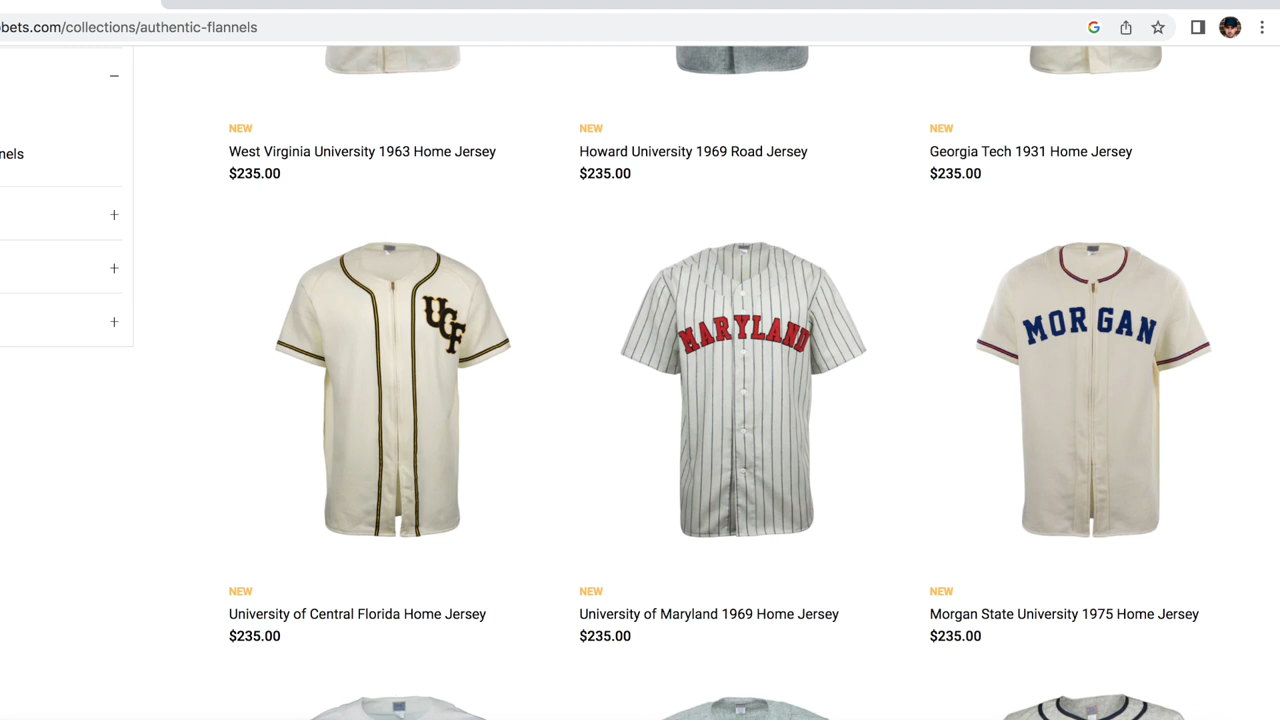 bets.com/collections/authentic-flannels
nels
NEW
West Virginia University 1963 Home Jersey
$235.00
NEW
Howard University 1969 Road Jersey
$235.00
NEW
Georgia Tech 1931 Home Jersey
$235.00
UCF
MARYLAND
MORGAN
NEW
University of Central Florida Home Jersey
$235.00
NEW
University of Maryland 1969 Home Jersey
$235.00
NEW
Morgan State University 1975 Home Jersey
$235.00